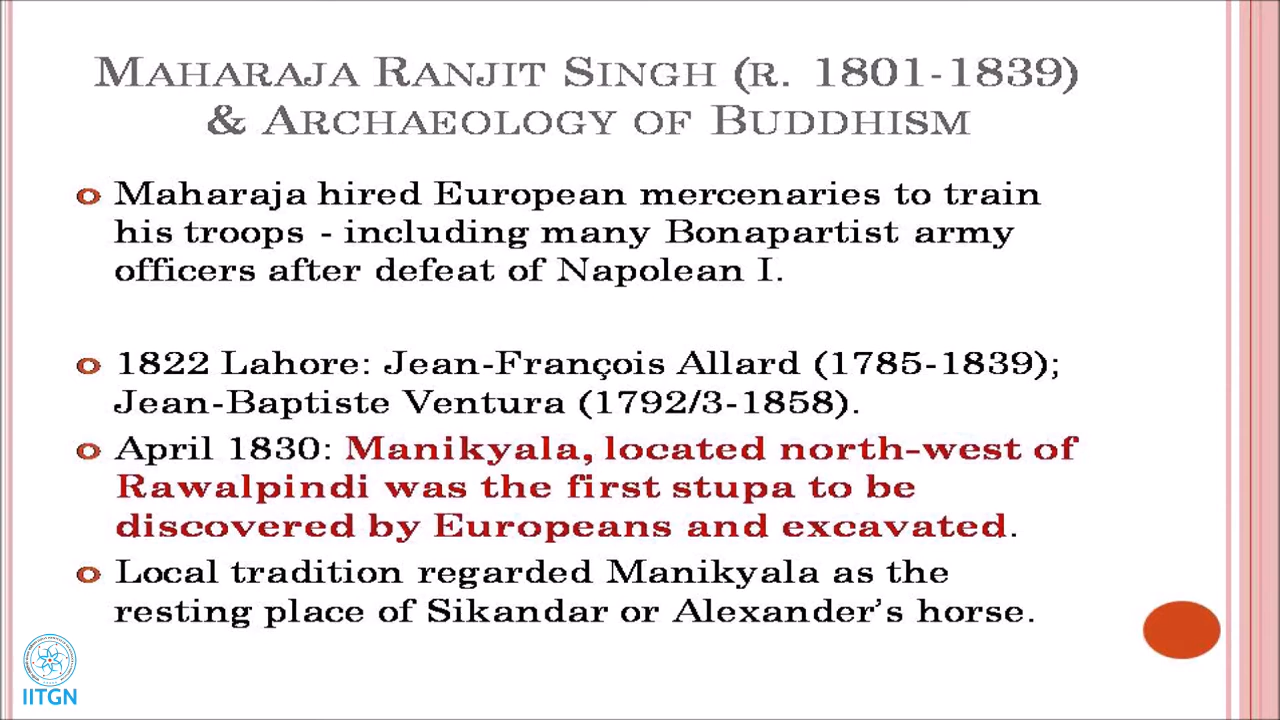 MAHARAJA RANJIT SINGH (R. 1801-1839)
& ARCHAEOLOGY OF BUDDHISM
Maharaja hired European mercenaries to train
his troops - including many Bonapartist army
officers after defeat of Napolean I.
1822 Lahore: Jean-François Allard (1785-1839);
Jean-Baptiste Ventura (1792/3-1858).
April 1830: Manikyala, located north-west of
Rawalpindi was the first stupa to be
discovered by Europeans and excavated.
Local tradition regarded Manikyala as the
resting place of Sikandar or Alexander's horse.
IITGN